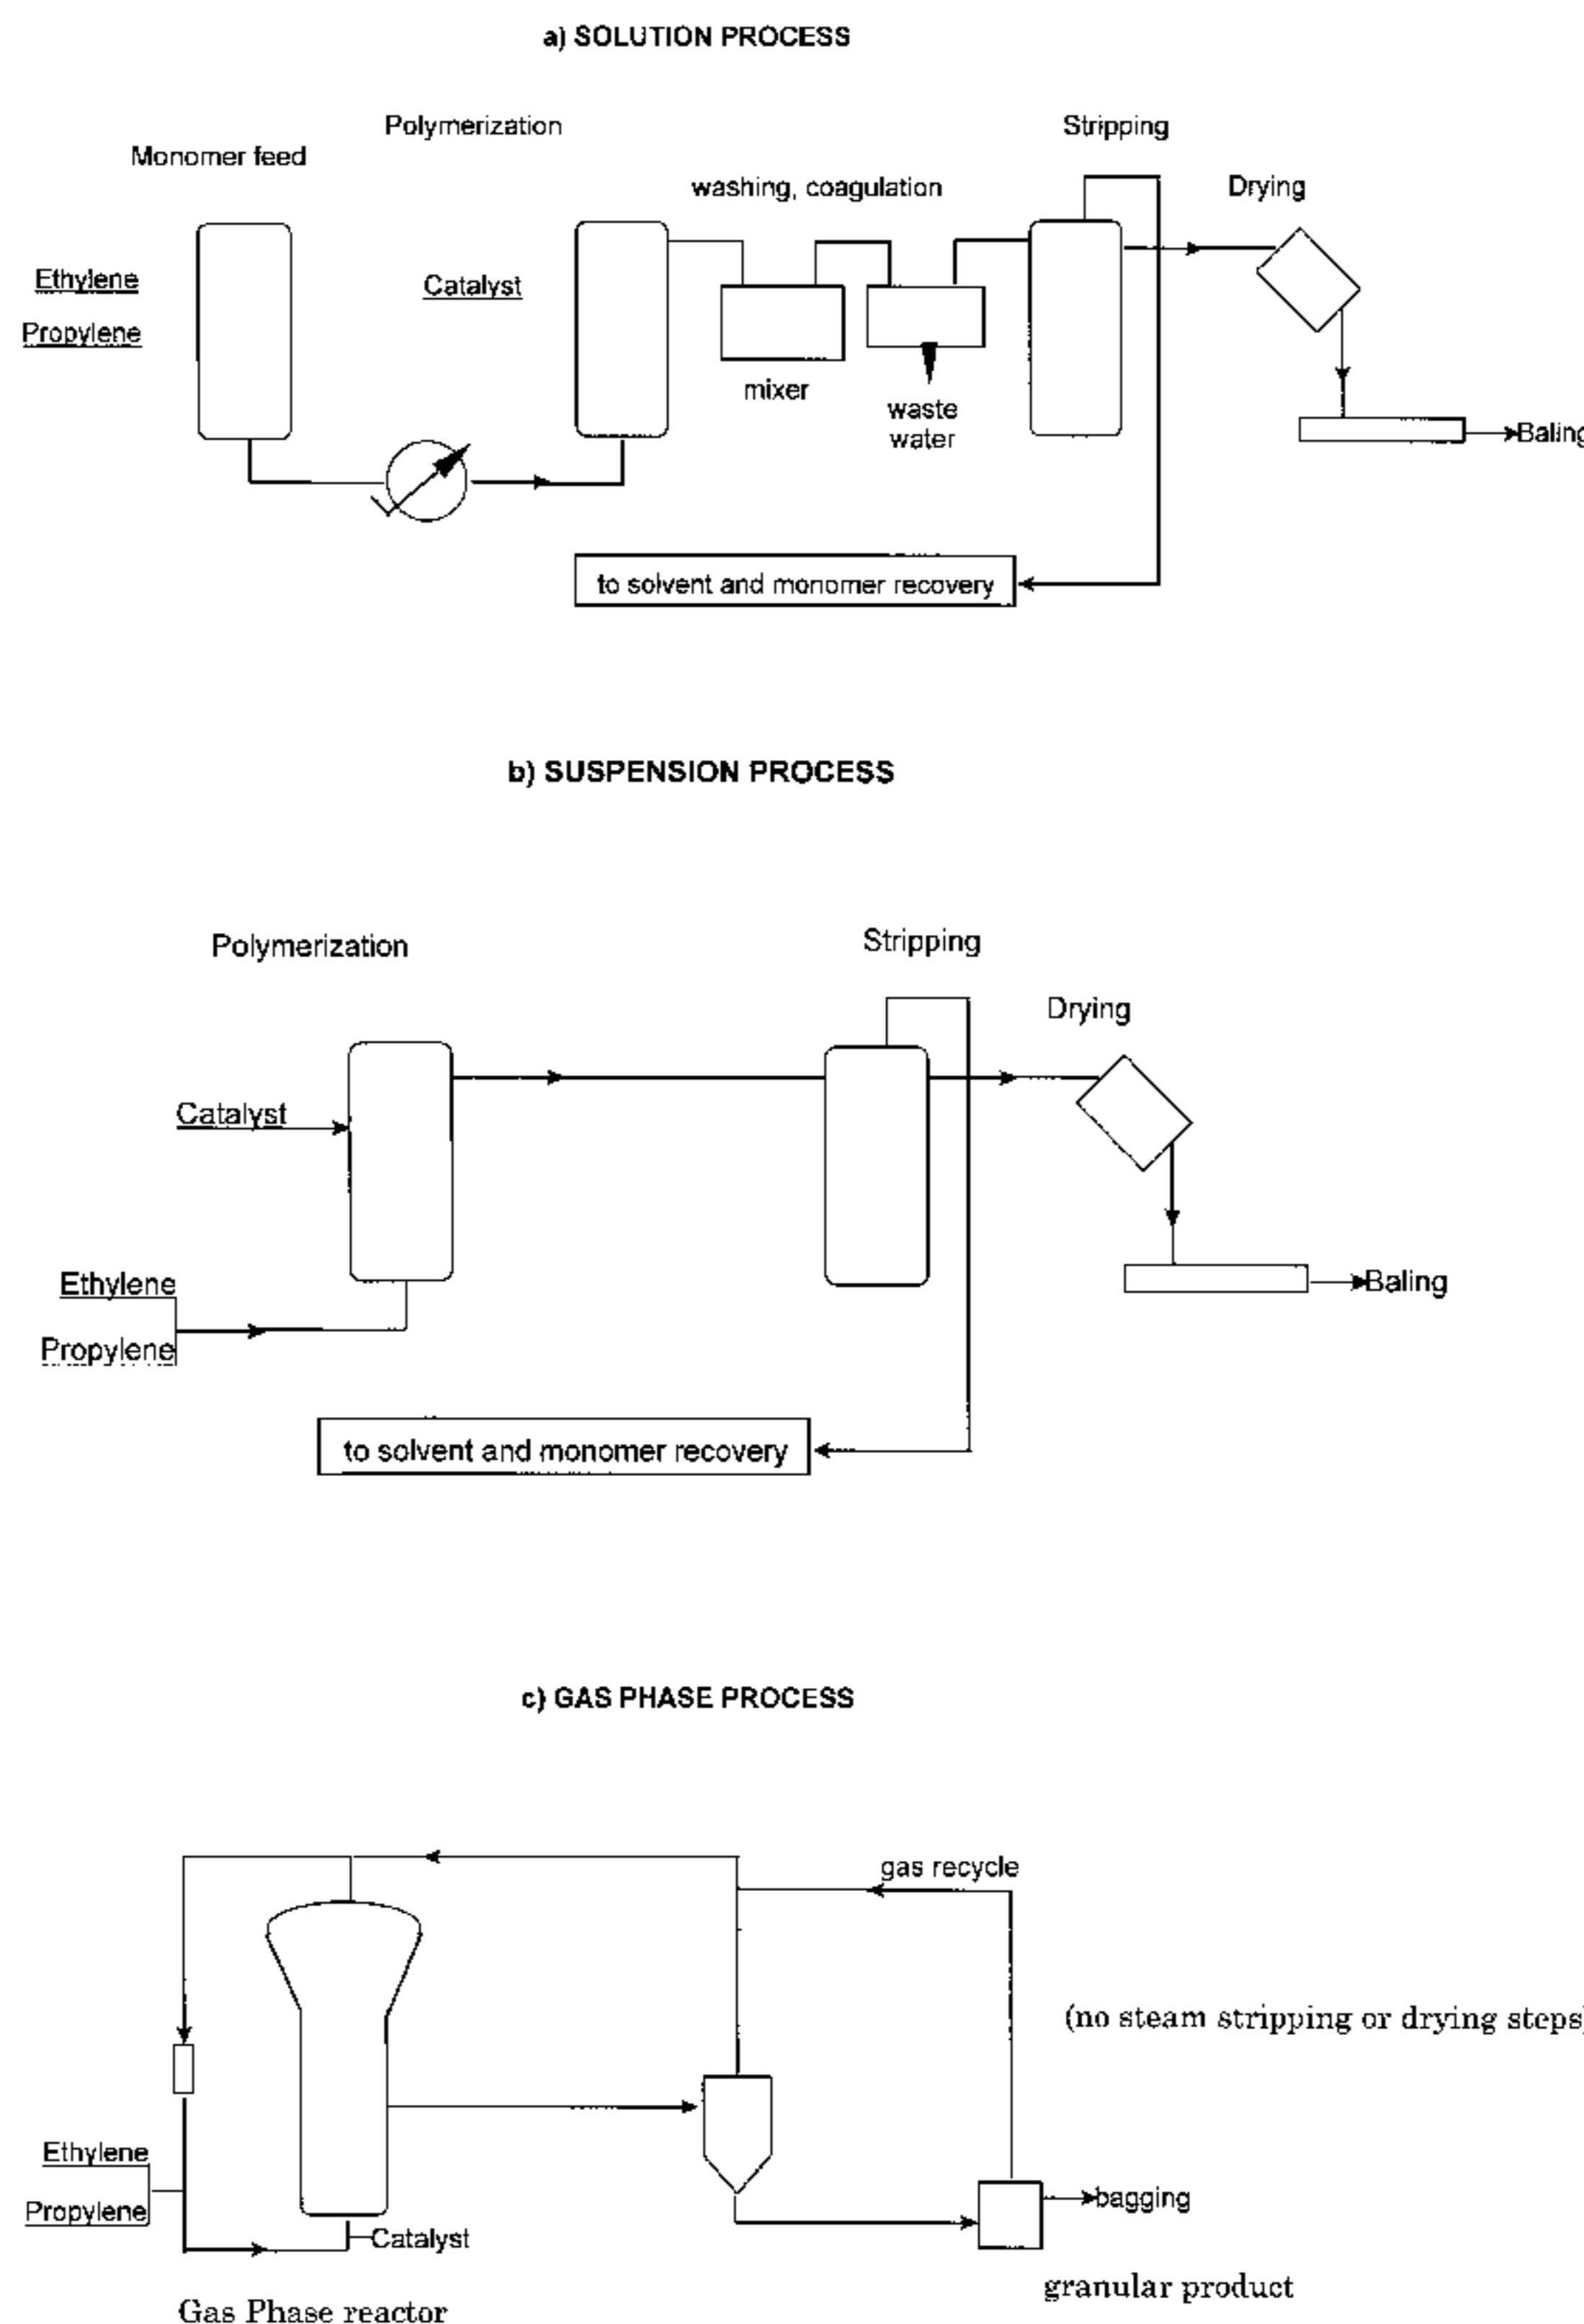 a) SOLUTION PROCESS
Polymerization
Stripping
Monomer feed
washing, coagulation
Drying
Ethylene
Catalyst
Propylene
mixer
waste
water
Baling
to solvent and monomer recovery
b) SUSPENSION PROCESS
Polymerization
Stripping
Drying
Catalyst
Ethylene
Baling
Propylene
to solvent and monomer recovery
c) GAS PHASE PROCESS
gas recycle
(no steam stripping or drying steps)
Ethylene
bagging
Propylene
Catalyst
granular product
Gas Phase reactor